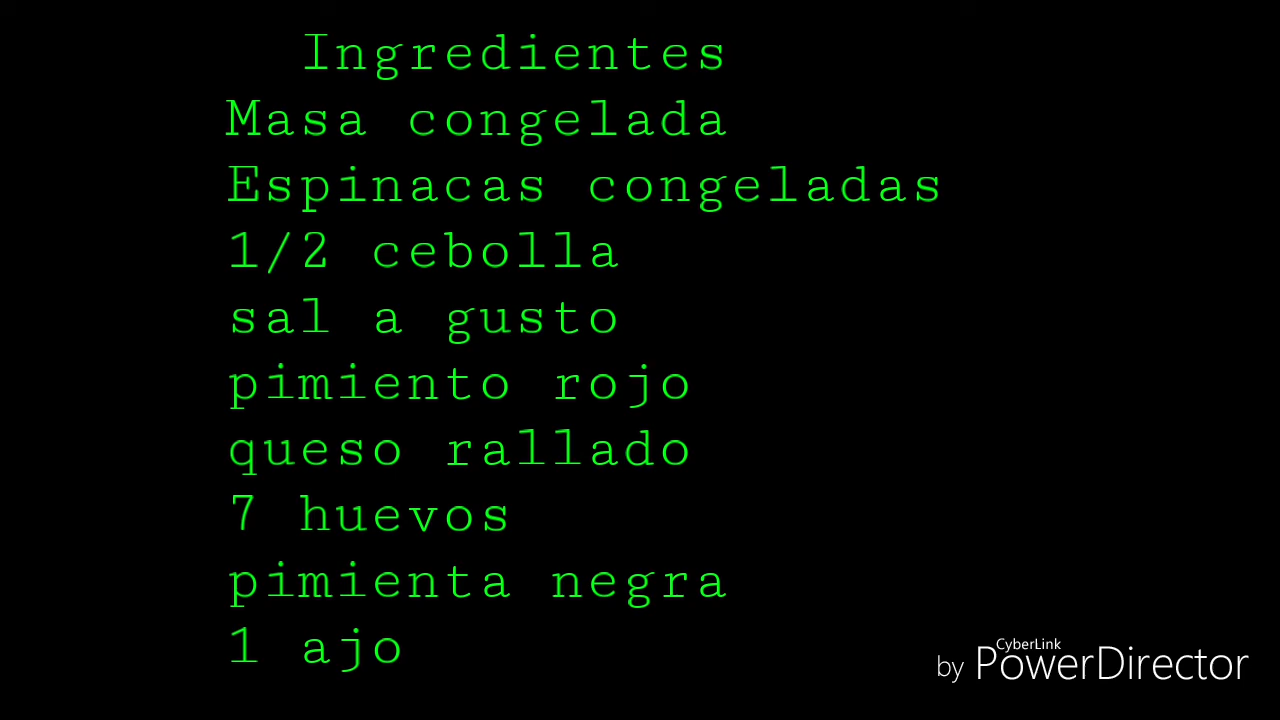 Ingredientes
Masa congelada
Espinacas congeladas
1/2 cebolla
sal a gusto
pimiento rojo
queso rallado
7 huevos
pimienta negra
1 ajo
CyberLink
by PowerDirector